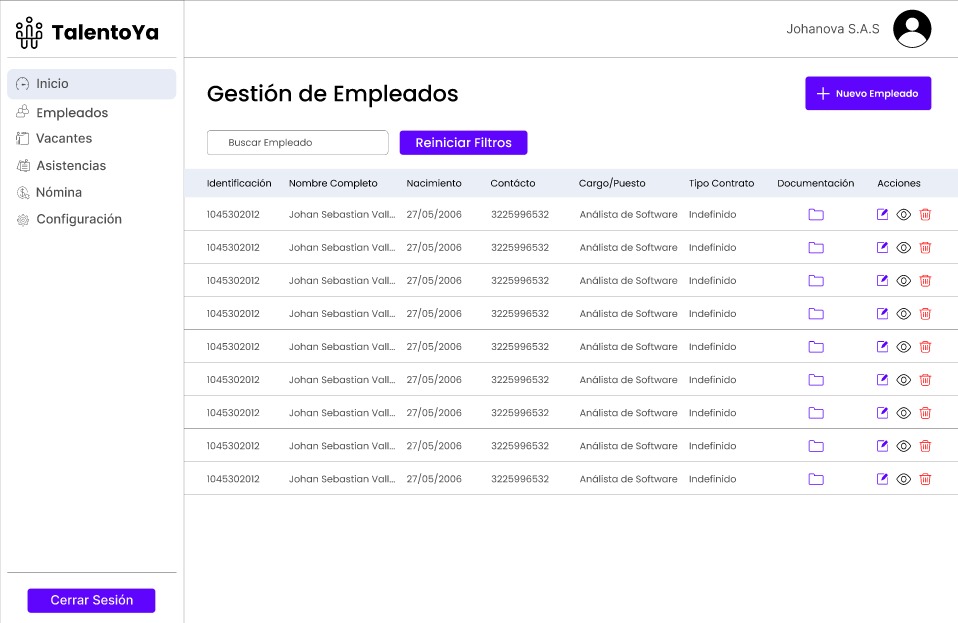 TalentoYa
Johanova S.A.S
Inicio
Empleados
Vacantes
Asistencias
Nómina
Configuración
Cerrar Sesión
Gestión de Empleados
Nuevo Empleado
Buscar Empleado
Reiniciar Filtros
Identificación Nombre Completo Nacimiento Contácto Cargo/Puesto Tipo Contrato Documentación Acciones
1045302012 Johan Sebastian Vall... 27/05/2006 3225996532 Análista de Software Indefinido
1045302012 Johan Sebastian Vall... 27/05/2006 3225996532 Análista de Software Indefinido
1045302012 Johan Sebastian Vall... 27/05/2006 3225996532 Análista de Software Indefinido
1045302012 Johan Sebastian Vall... 27/05/2006 3225996532 Análista de Software Indefinido
1045302012 Johan Sebastian Vall... 27/05/2006 3225996532 Análista de Software Indefinido
1045302012 Johan Sebastian Vall... 27/05/2006 3225996532 Análista de Software Indefinido
1045302012 Johan Sebastian Vall... 27/05/2006 3225996532 Análista de Software Indefinido
1045302012 Johan Sebastian Vall... 27/05/2006 3225996532 Análista de Software Indefinido
1045302012 Johan Sebastian Vall... 27/05/2006 3225996532 Análista de Software Indefinido